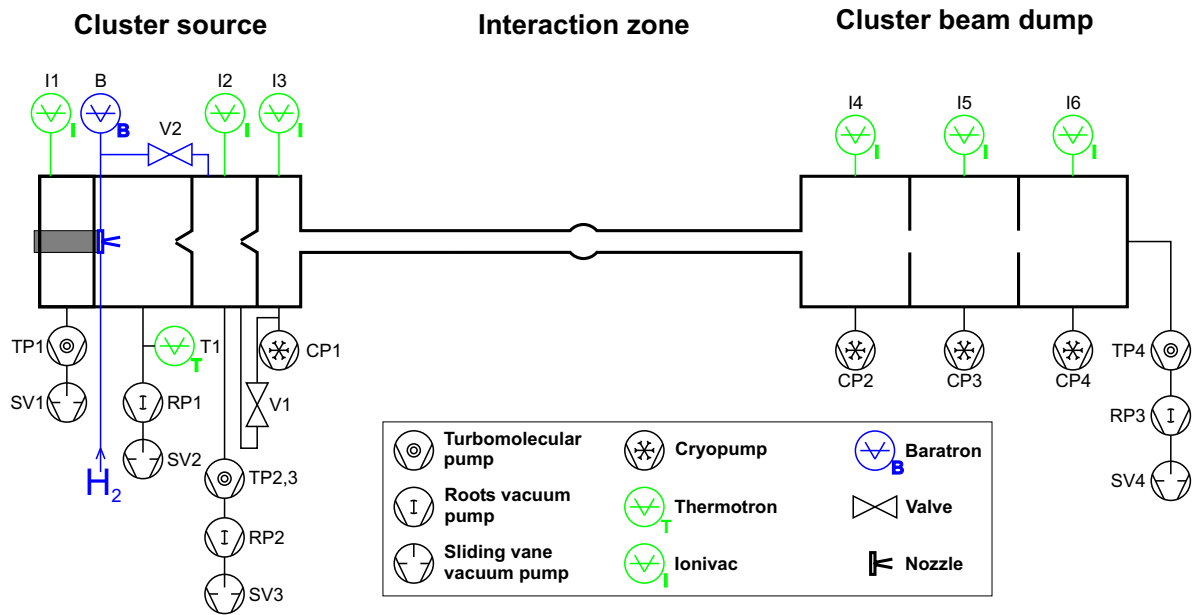 Cluster source
Interaction zone
Cluster beam dump
I1
B
I2
I3
I
B
V2
I
I
I4
I5
I6
I
I
I
TP1
T1
T
CP1
SV1
RP1
V1
SV2
H2
TP2,3
RP2
SV3
CP2
CP3
CP4
TP4
RP3
SV4
Turbomolecular
pump
Roots vacuum
pump
Sliding vane
vacuum pump
Cryopump
T
Thermotron
I
Ionivac
B
Baratron
Valve
Nozzle